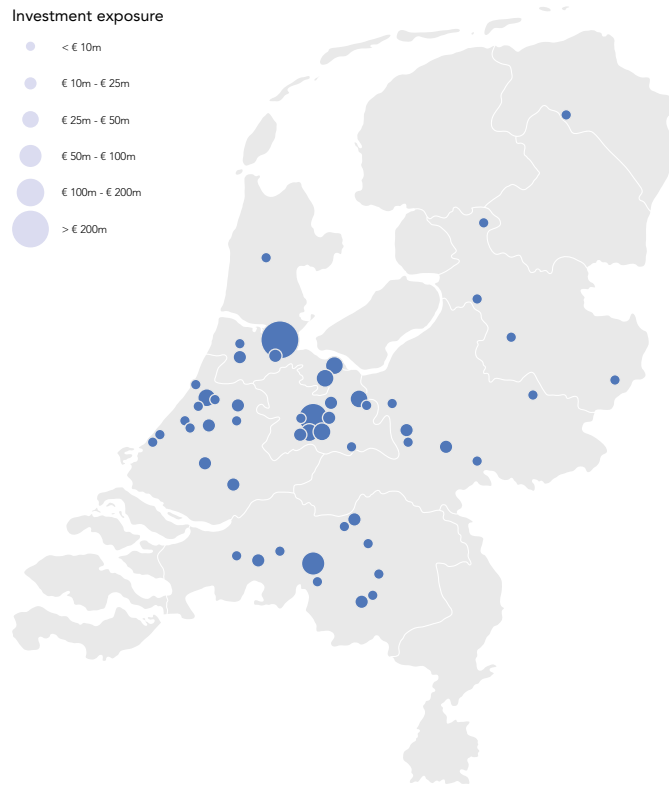 Investment exposure
< € 10m
€ 10m - € 25m
€ 25m - € 50m
€ 50m - € 100m
€ 100m - € 200m
> € 200m